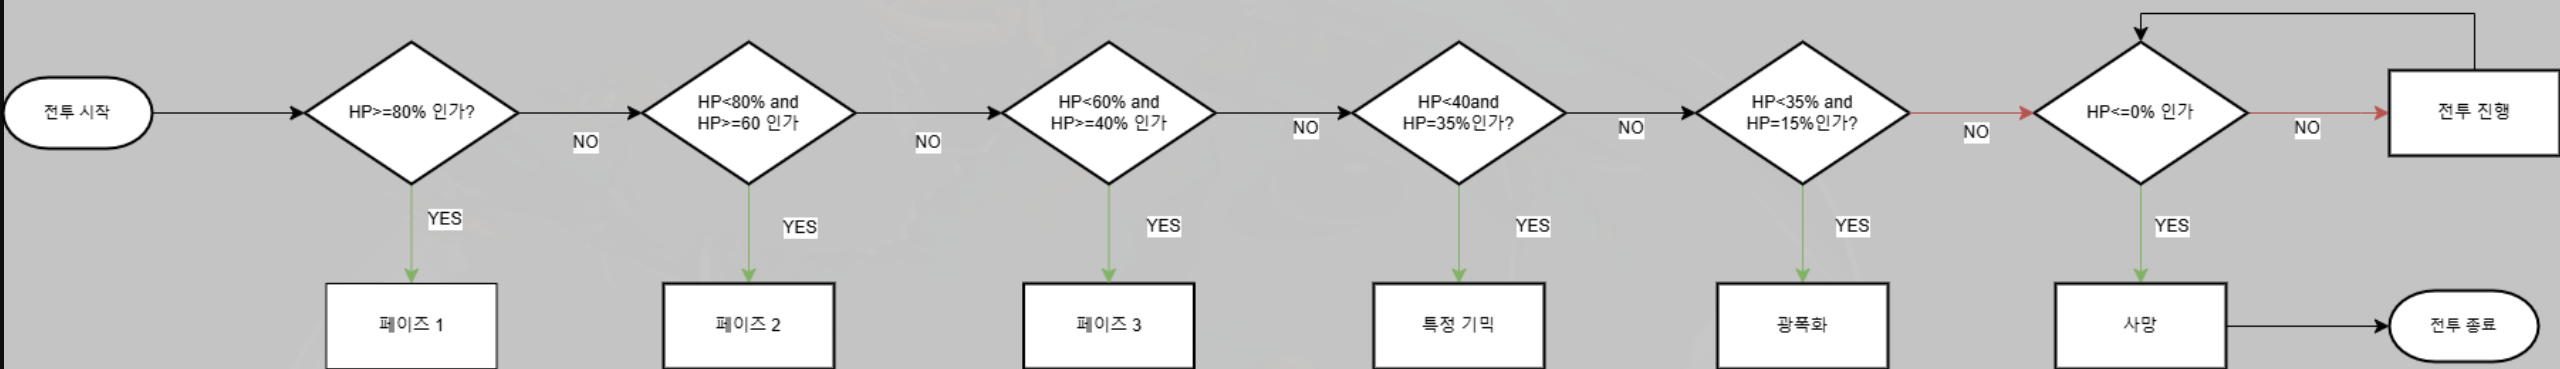 전투 시작
HP>=80% 인가?
NO
YES
페이즈 1
HP<80% and
HP>=60 인가
NO
YES
페이즈 2
HP<60% and
HP>=40% 인가
NO
YES
페이즈 3
HP<40and
HP=35%인가?
NO
YES
특정 기믹
HP<35% and
HP=15%인가?
NO
YES
광폭화
HP<=0% 인가
NO
YES
전투 진행
사망
전투 종료